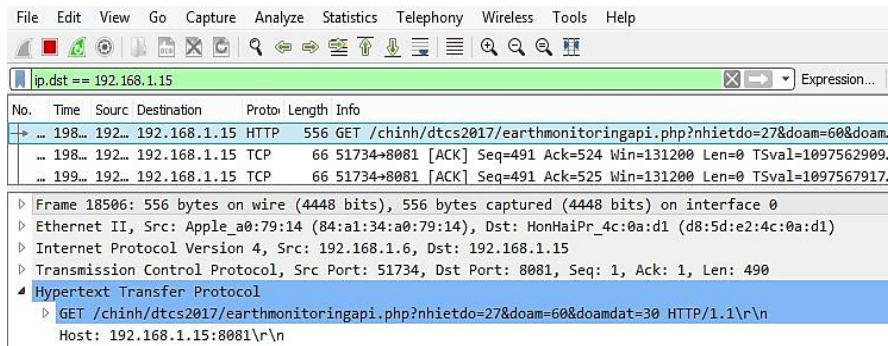 File Edit View Go Capture Analyze Statistics Telephony Wireless Tools Help
ip.dst == 192.168.1.15 Expression...
No. Time Sourc Destination Protoc Length Info
... 198... 192... 192.168.1.15 HTTP 556 GET /chinh/dtcs2017/earthmonitoringapi.php?nhietdo=27&doam=60&doam...
... 198... 192... 192.168.1.15 TCP 66 51734→8081 [ACK] Seq=491 Ack=524 Win=131200 Len=0 TSval=1097562909...
... 199... 192... 192.168.1.15 TCP 66 51734→8081 [ACK] Seq=491 Ack=525 Win=131200 Len=0 TSval=1097567917...
Frame 18506: 556 bytes on wire (4448 bits), 556 bytes captured (4448 bits) on interface 0
Ethernet II, Src: Apple_a0:79:14 (84:a1:34:a0:79:14), Dst: HonHaiPr_4c:0a:d1 (d8:5d:e2:4c:0a:d1)
Internet Protocol Version 4, Src: 192.168.1.6, Dst: 192.168.1.15
Transmission Control Protocol, Src Port: 51734, Dst Port: 8081, Seq: 1, Ack: 1, Len: 490
Hypertext Transfer Protocol
GET /chinh/dtcs2017/earthmonitoringapi.php?nhietdo=27&doam=60&doamdat=30 HTTP/1.1\r\n
Host: 192.168.1.15:8081\r\n